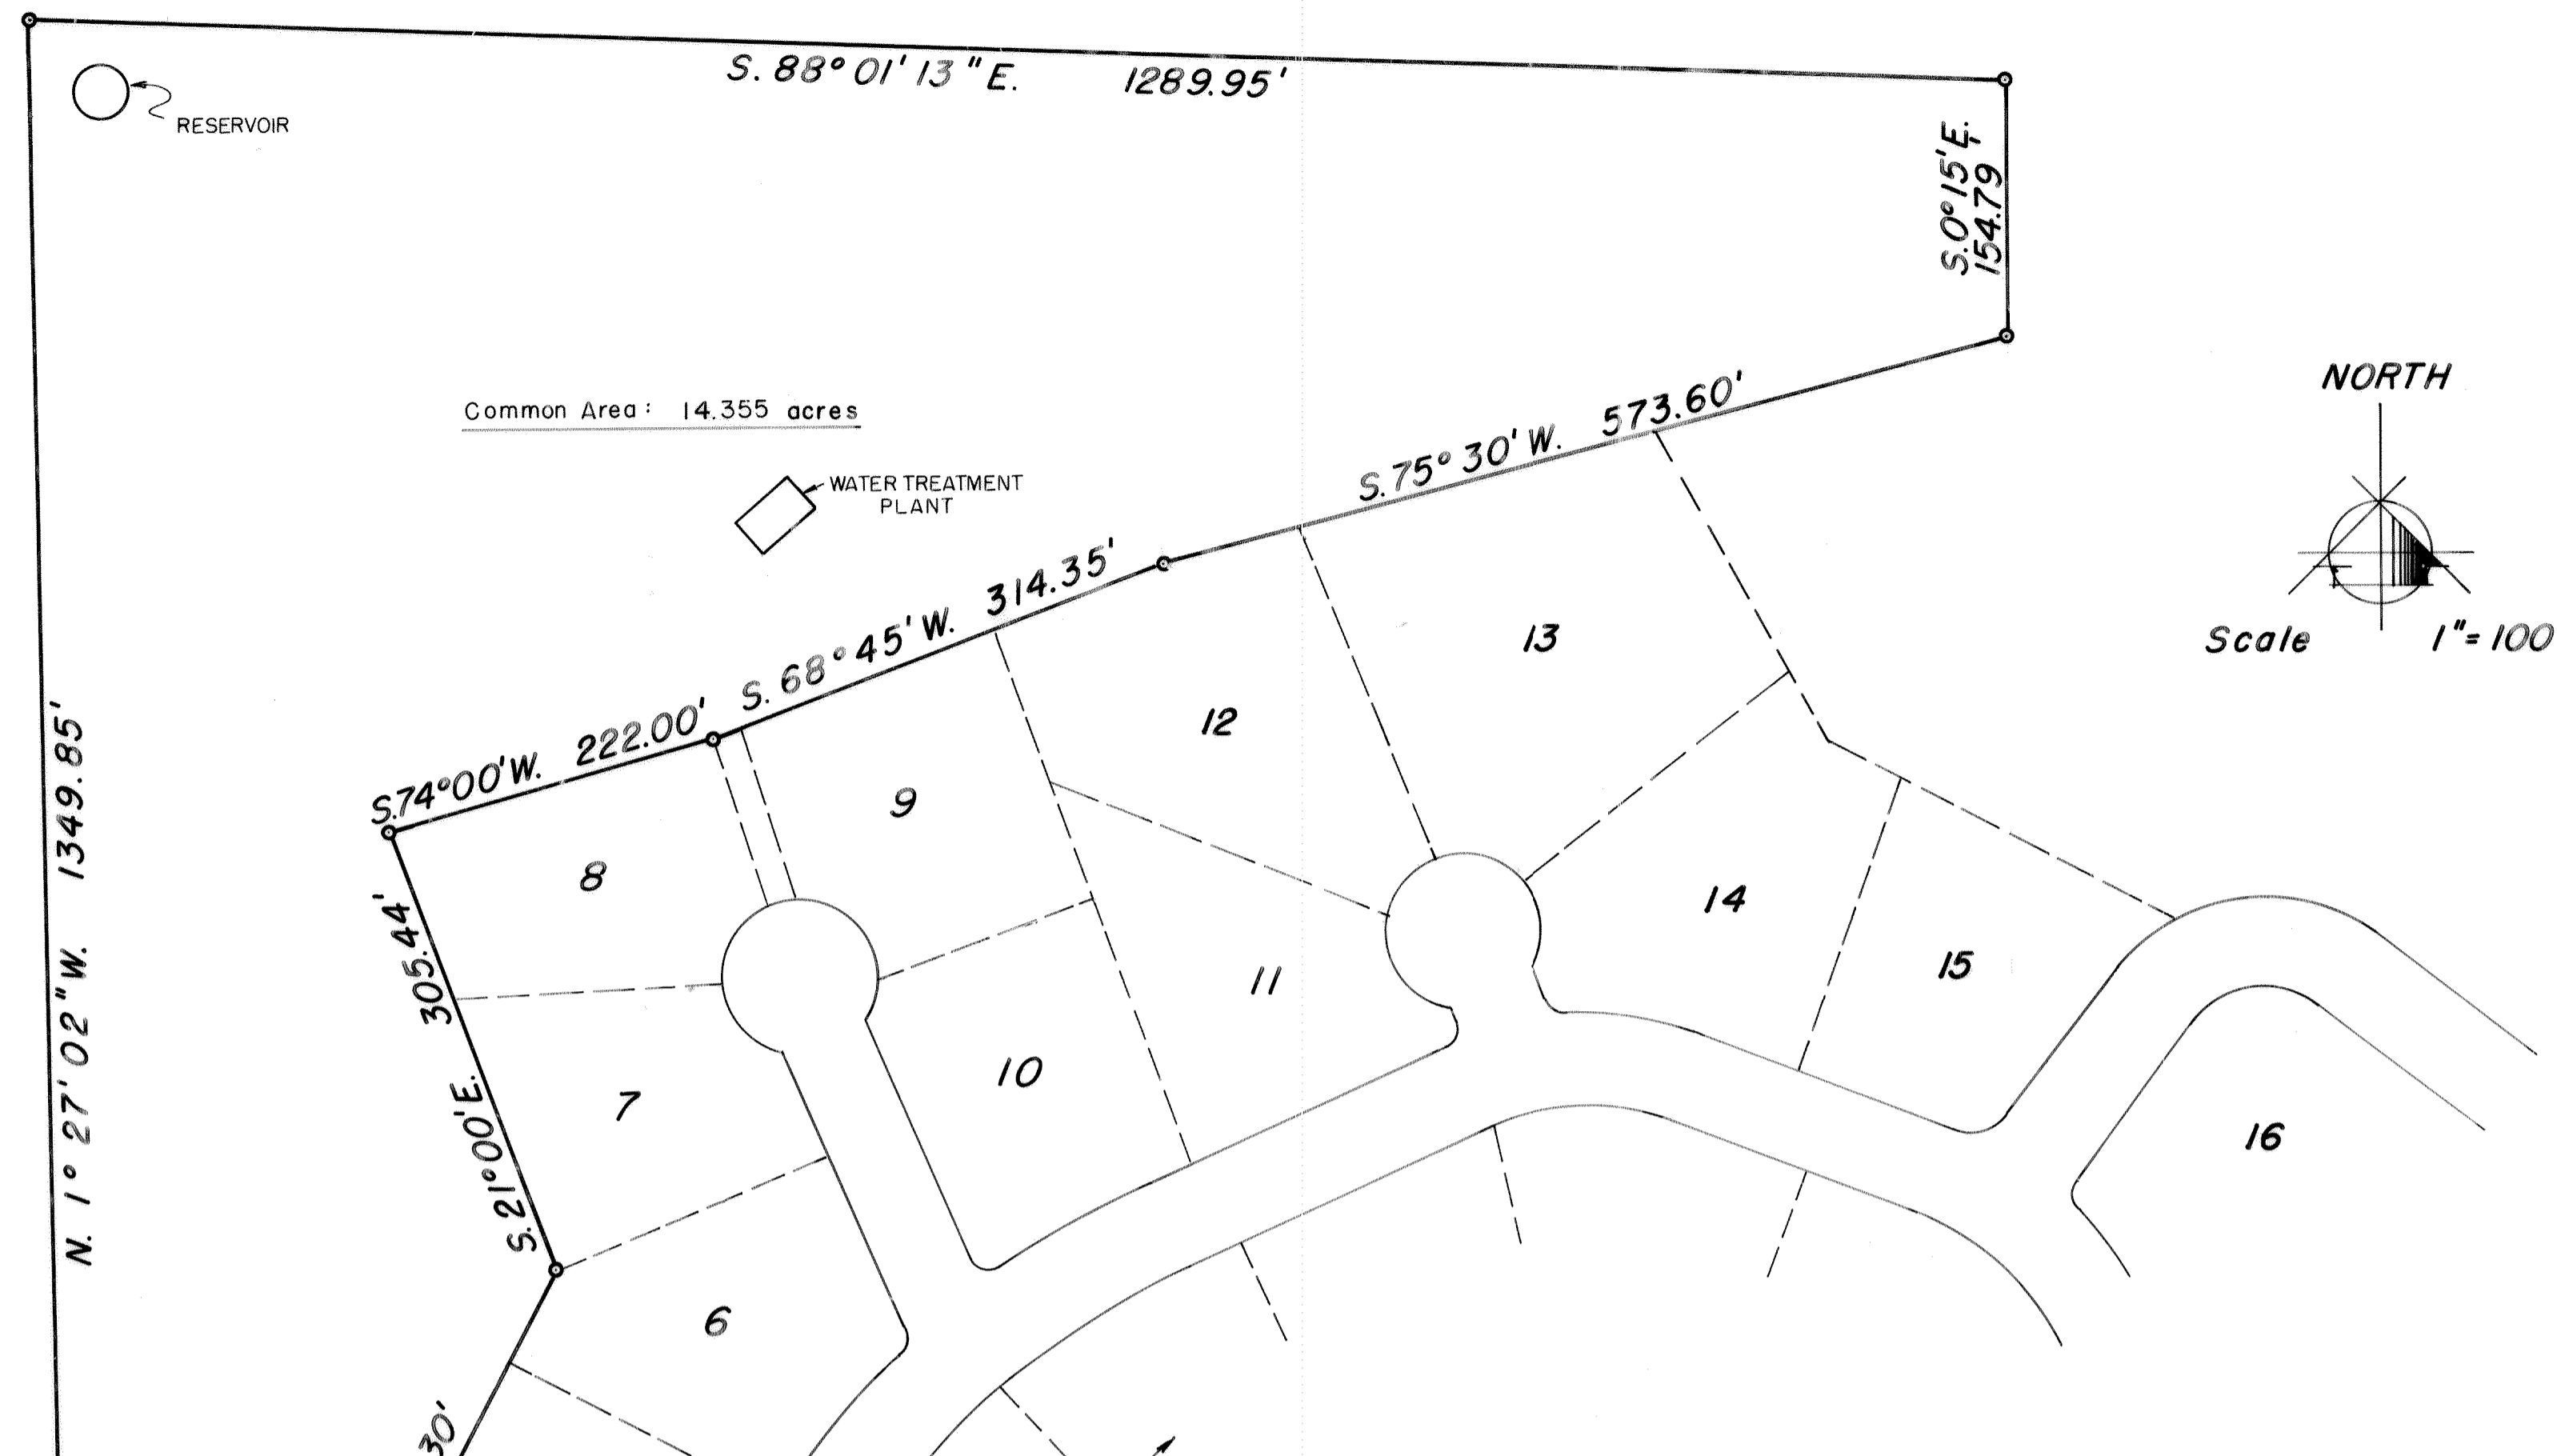 S. 88° 01' 13" E. 1289.95'
RESERVOIR
S. 0° 15' E.
154.79'
NORTH
Scale 1"= 100
Common Area: 14.355 acres
WATER TREATMENT
PLANT
S. 75° 30' W. 573.60'
S. 68° 45' W. 314.35'
S. 74° 00' W. 222.00'
N. 1° 27' 02" W. 1349.85'
S. 21° 00' E. 305.44'
13
12
9
8
14
15
11
10
7
16
6
30'